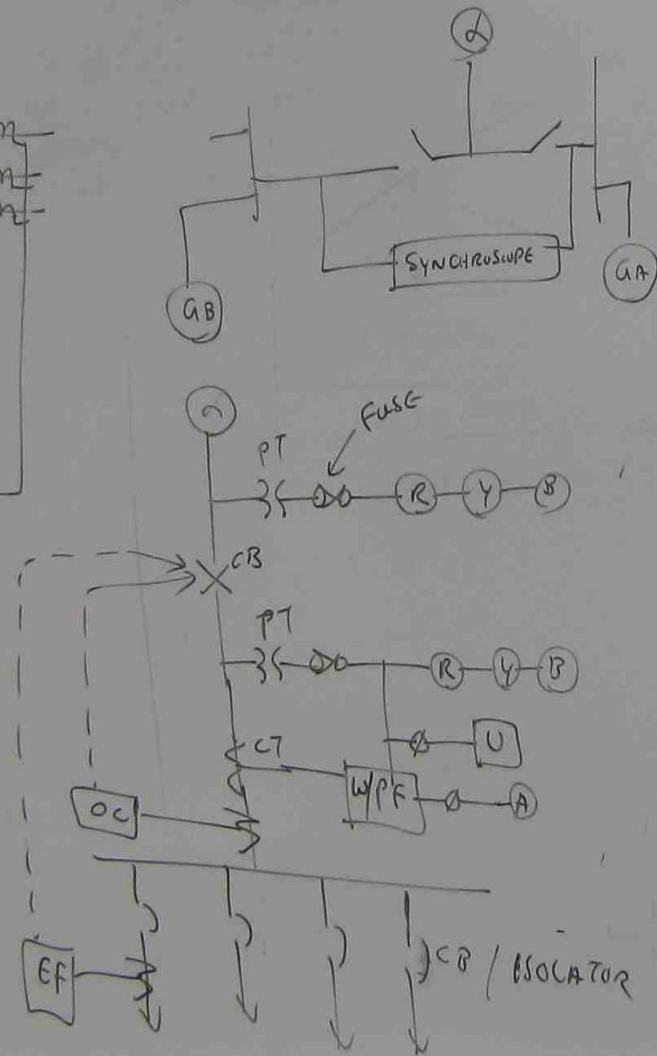 SYNCHROSCOPE
GB
GA
FUSE
PT
R Y B
CB
PT
R Y B
CT
U
OC
W/PF
A
EF
CB / ISOLATOR